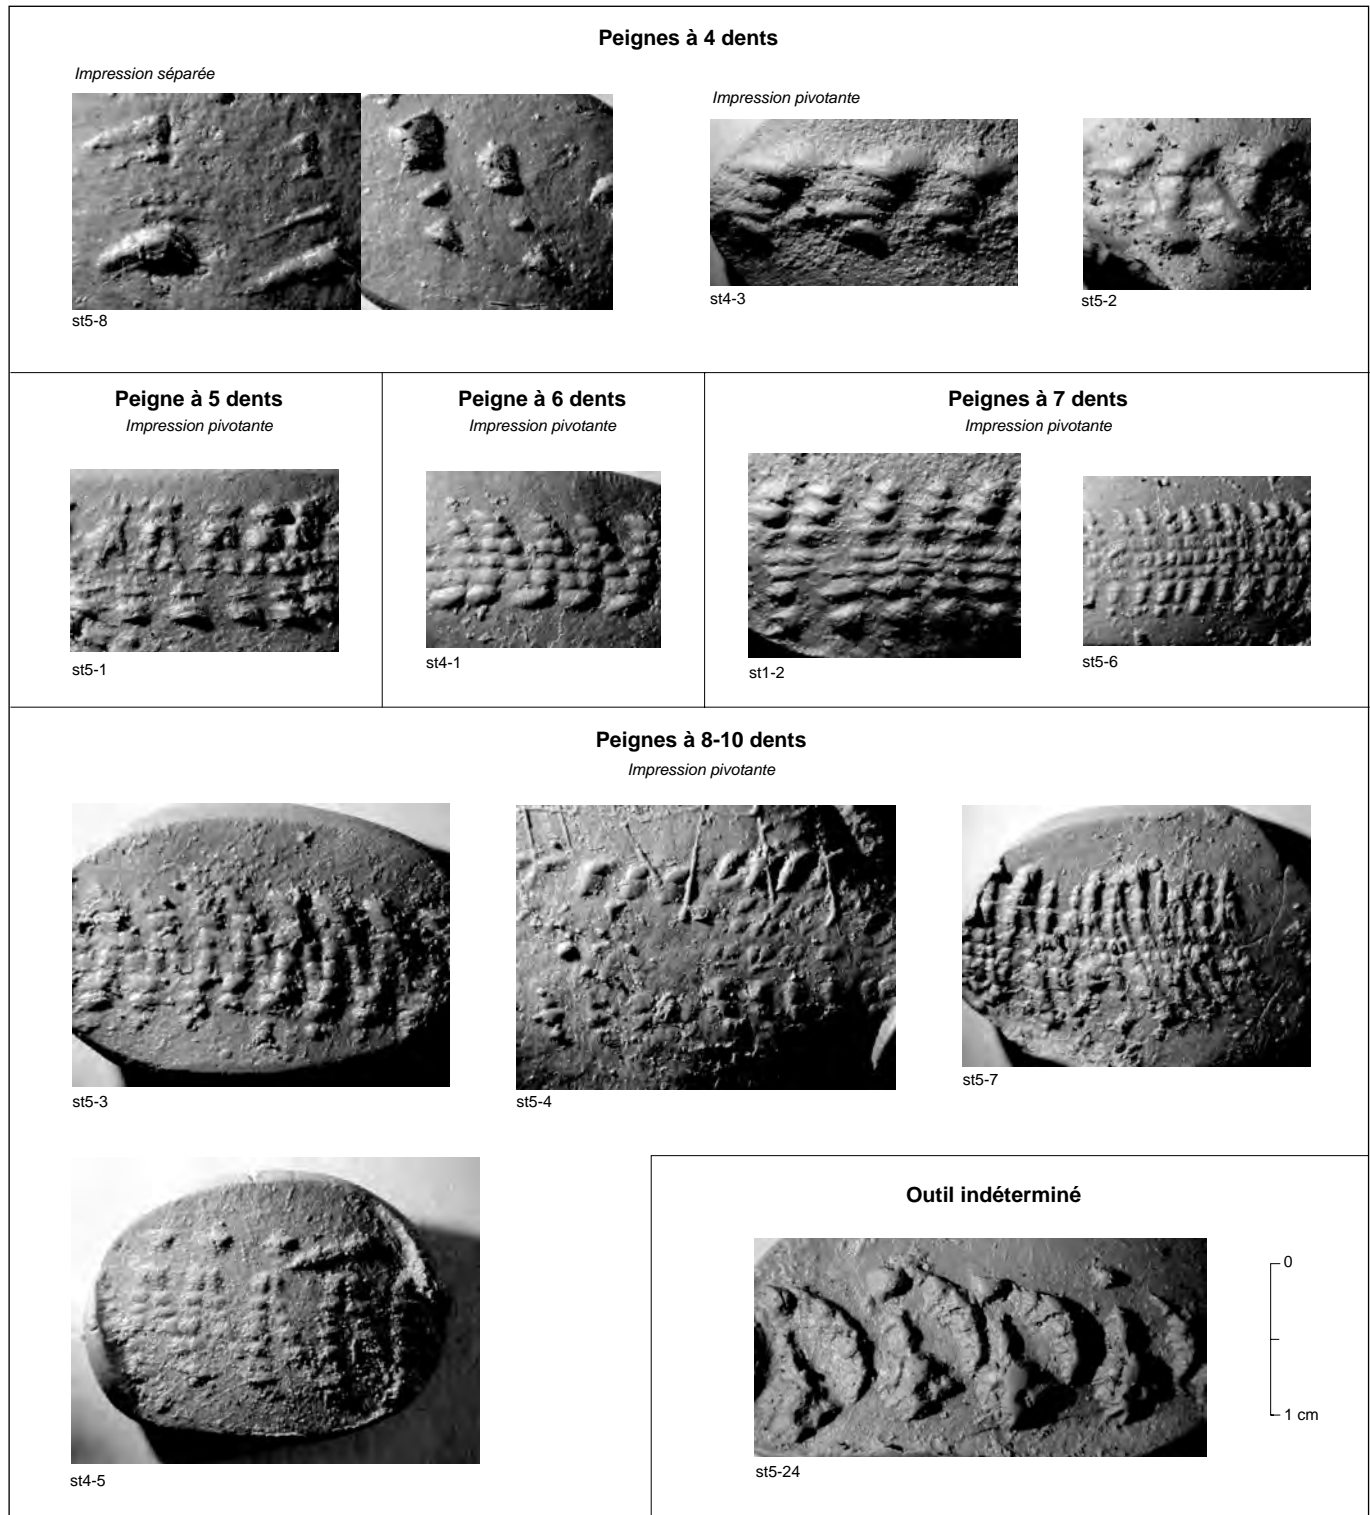 Peignes à 4 dents
Impression séparée
Impression pivotante
st5-8
st4-3
st5-2
Peigne à 5 dents
Impression pivotante
st5-1
Peigne à 6 dents
Impression pivotante
st4-1
Peignes à 7 dents
Impression pivotante
st1-2
st5-6
Peignes à 8-10 dents
Impression pivotante
st5-3
st5-4
st5-7
st4-5
Outil indéterminé
0
1 cm
st5-24